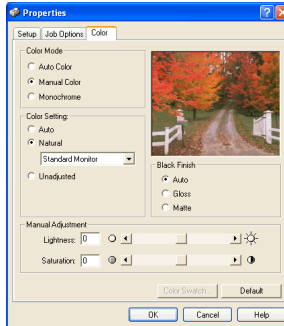 Properties
Setup Job Options Color
Color Mode
Auto Color
Manual Color
Monochrome
Color Setting:
Auto
Natural
Standard Monitor
Unadjusted
Black Finish
Auto
Gloss
Matte
Manual Adjustment
Lightness: 0
Saturation: 0
Color Swatch... Default
OK Cancel Help